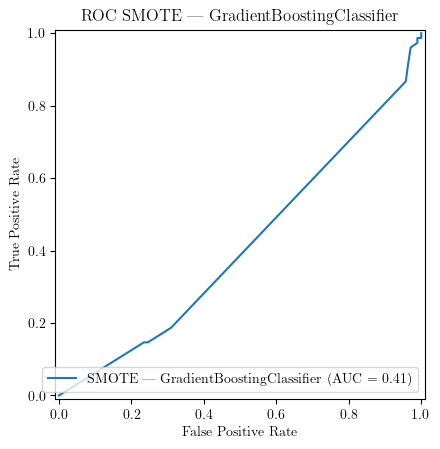 ROC SMOTE — GradientBoostingClassifier
1.0
0.8
0.6
0.4
0.2
0.0
True Positive Rate
SMOTE — GradientBoostingClassifier (AUC = 0.41)
0.0 0.2 0.4 0.6 0.8 1.0
False Positive Rate